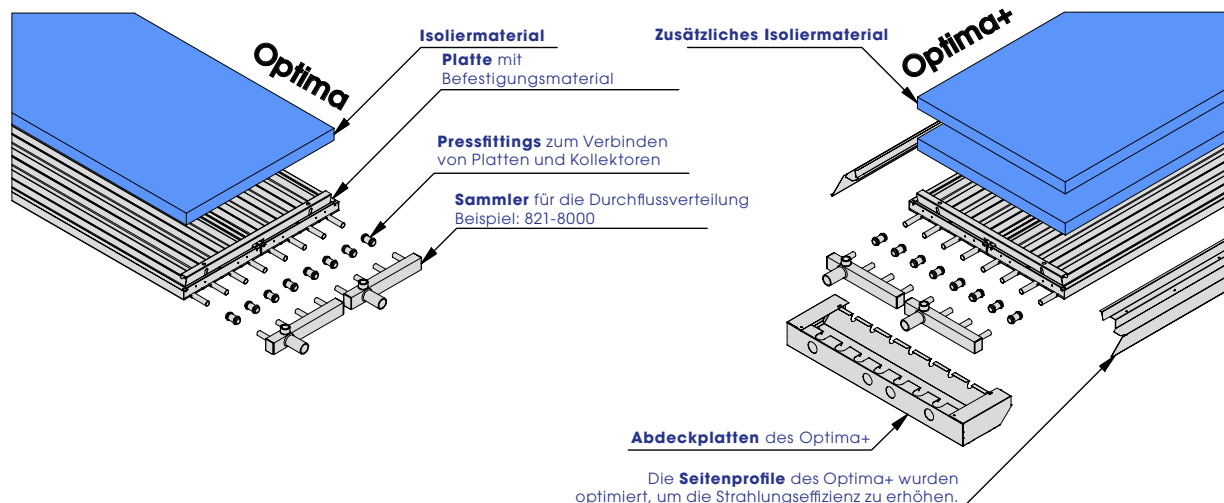 Optima
Isoliermaterial
Platte mit
Befestigungsmaterial
Pressfittings zum Verbinden
von Platten und Kollektoren
Sammler für die Durchflussverteilung
Beispiel: 821-8000
Zusätzliches Isoliermaterial
Optima+
Abdeckplatten des Optima+
Die Seitenprofile des Optima+ wurden
optimiert, um die Strahlungseffizienz zu erhöhen.